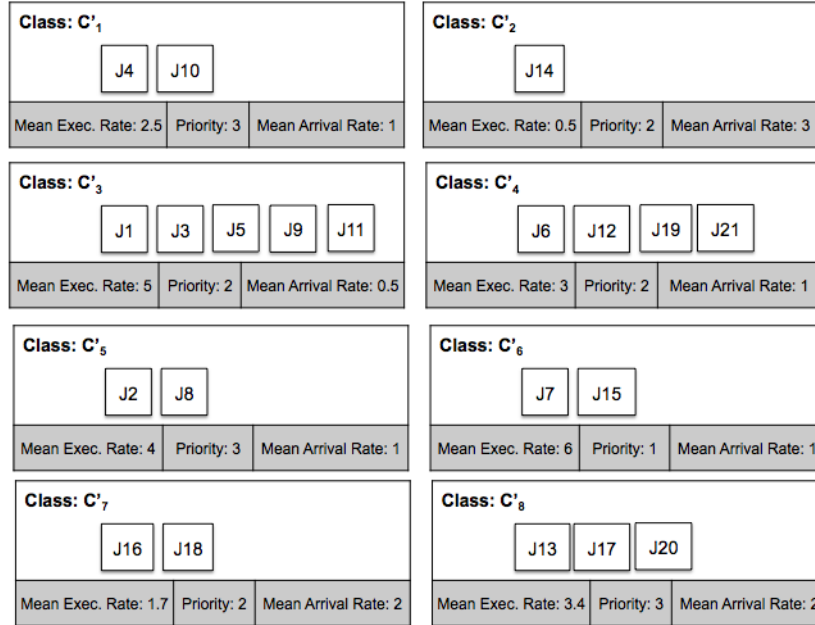 Class: C'1
J4 J10
Mean Exec. Rate: 2.5 Priority: 3 Mean Arrival Rate: 1
Class: C'2
J14
Mean Exec. Rate: 0.5 Priority: 2 Mean Arrival Rate: 3
Class: C'3
J1 J3 J5 J9 J11
Mean Exec. Rate: 5 Priority: 2 Mean Arrival Rate: 0.5
Class: C'4
J6 J12 J19 J21
Mean Exec. Rate: 3 Priority: 2 Mean Arrival Rate: 1
Class: C'5
J2 J8
Mean Exec. Rate: 4 Priority: 3 Mean Arrival Rate: 1
Class: C'6
J7 J15
Mean Exec. Rate: 6 Priority: 1 Mean Arrival Rate: 1
Class: C'7
J16 J18
Mean Exec. Rate: 1.7 Priority: 2 Mean Arrival Rate: 2
Class: C'8
J13 J17 J20
Mean Exec. Rate: 3.4 Priority: 3 Mean Arrival Rate: 2